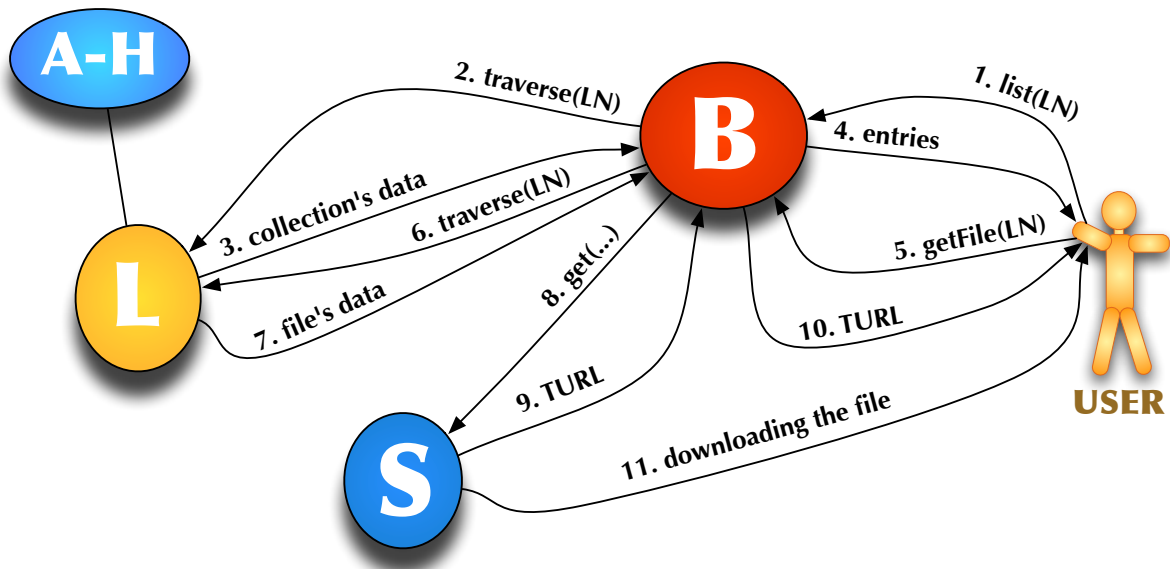 A-H
B
L
S
USER
1. list(LN)
2. traverse(LN)
3. collection's data
4. entries
5. getFile(LN)
6. traverse(LN)
7. file's data
8. get(...)
9. TURL
10. TURL
11. downloading the file